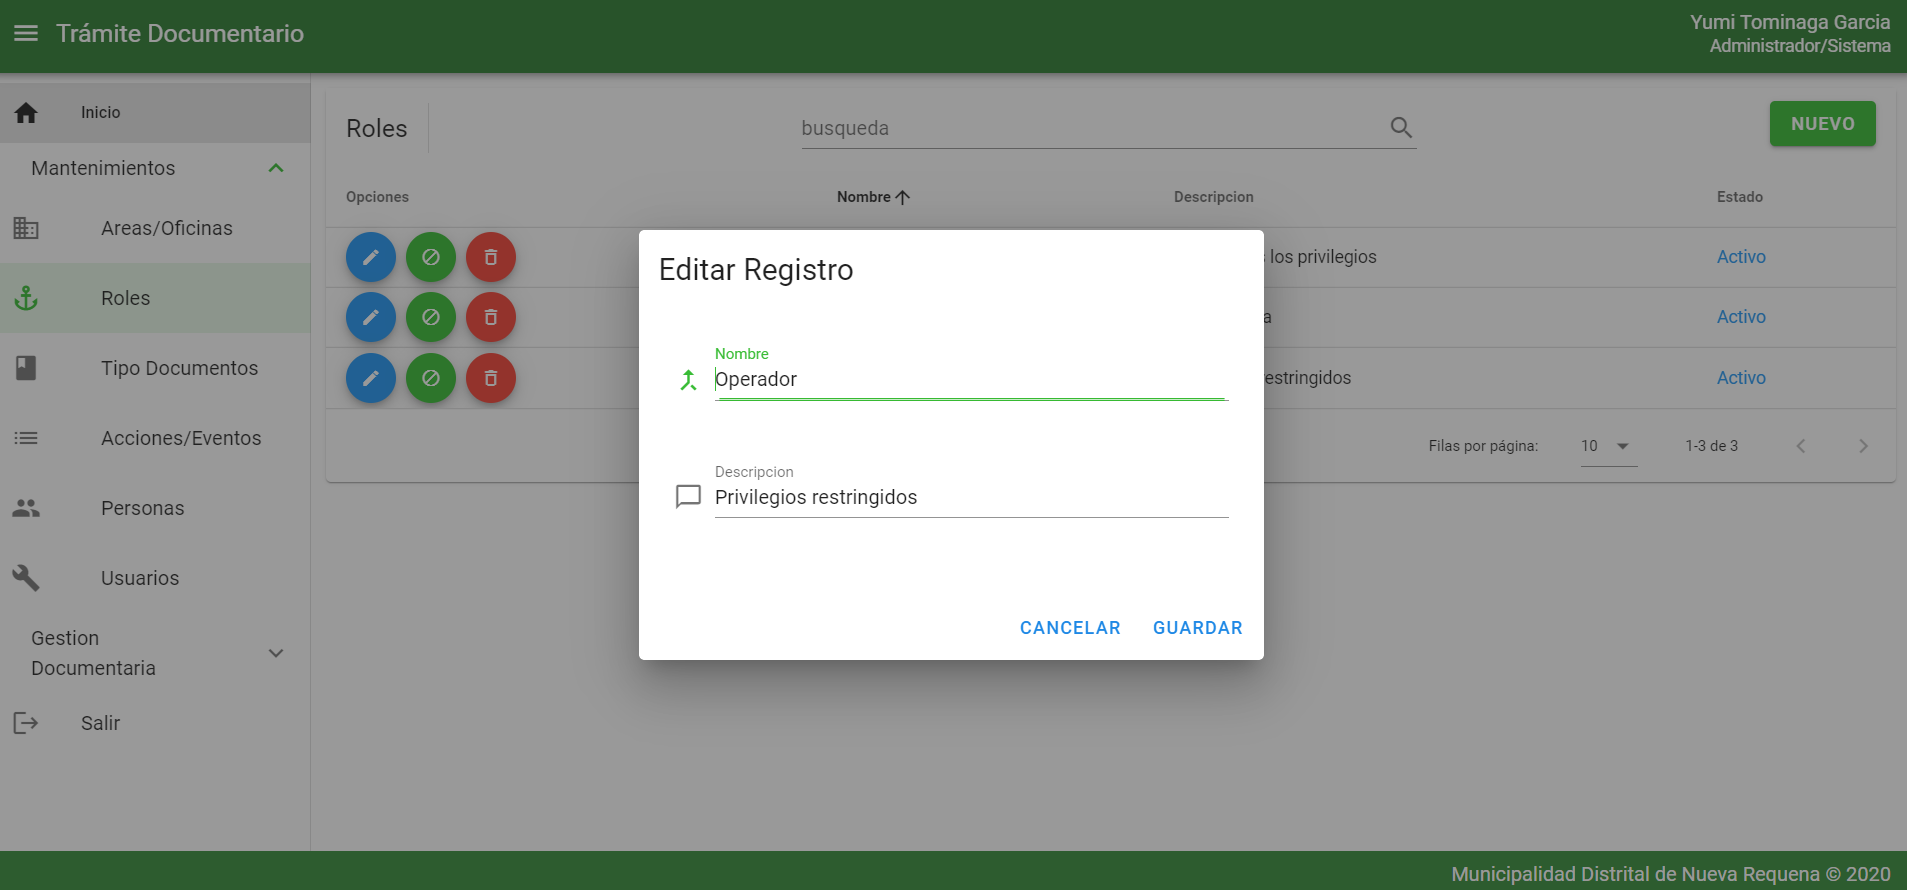 Trámite Documentario
Yumi Tominaga Garcia
Administrador/Sistema
Inicio
Mantenimientos
Areas/Oficinas
Roles
Tipo Documentos
Acciones/Eventos
Personas
Usuarios
Gestion
Documentaria
Salir
Roles
busqueda
NUEVO
Opciones Nombre Descripcion Estado
los privilegios Activo
Activo
Activo
Filas por página: 10 1-3 de 3
Editar Registro
Nombre
Operador
Descripcion
Privilegios restringidos
CANCELAR GUARDAR
Municipalidad Distrital de Nueva Requena © 2020